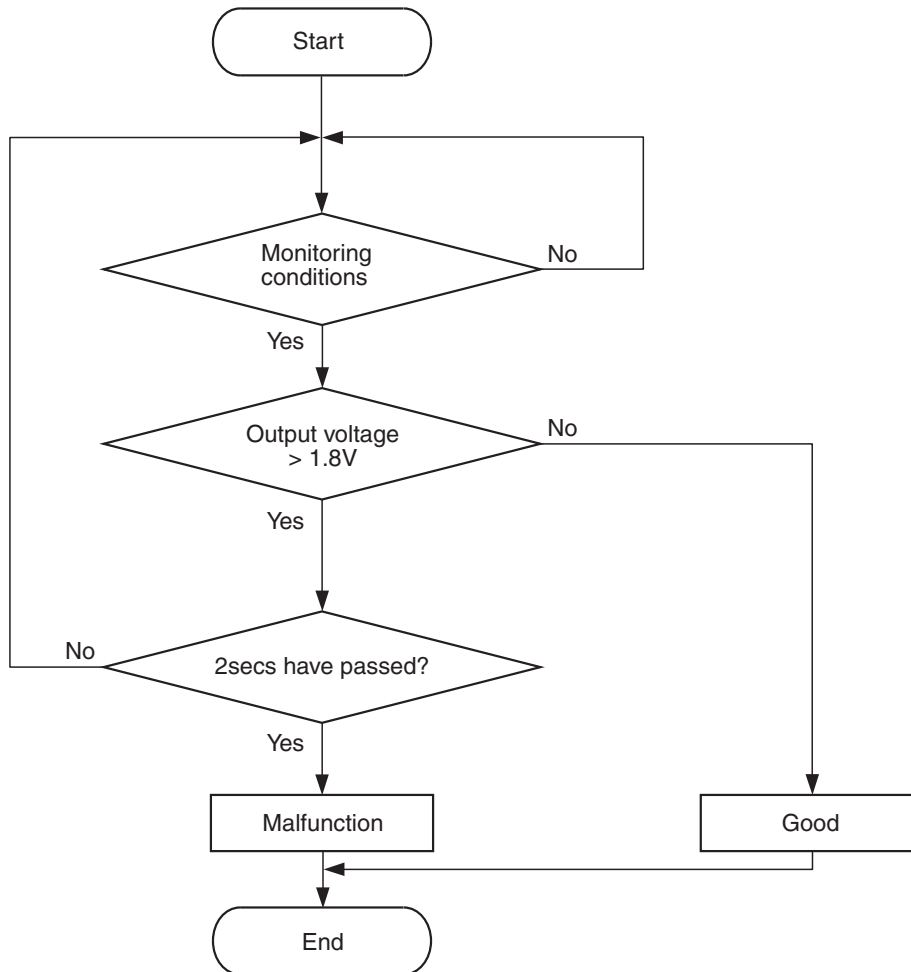 Start
Monitoring
conditions
No
Yes
Output voltage
> 1.8V
No
Yes
2secs have passed?
No
Yes
Malfunction
Good
End